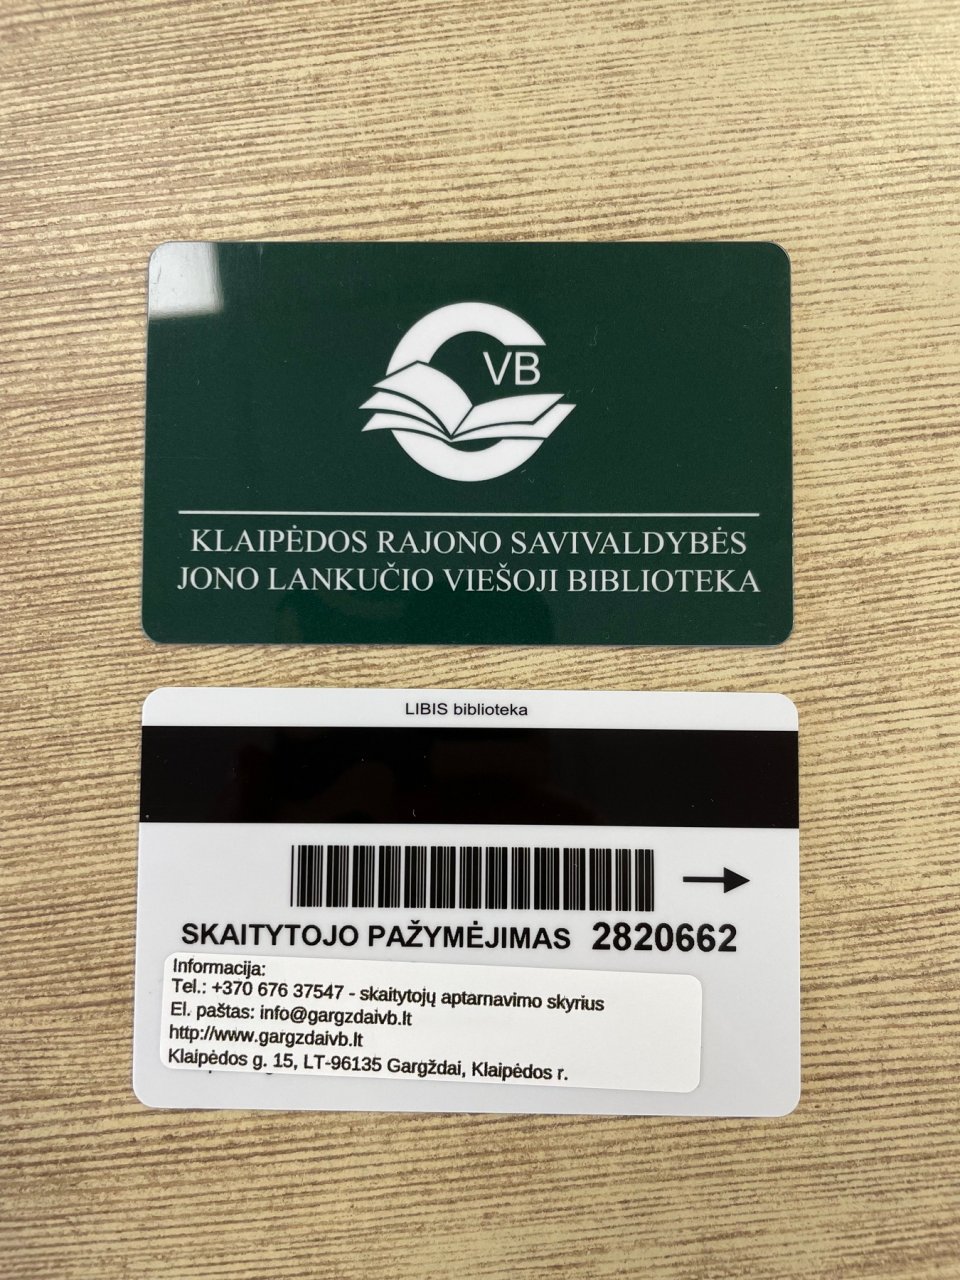 VB
KLAIPĖDOS RAJONO SAVIVALDYBĖS
JONO LANKUČIO VIEŠOJI BIBLIOTEKA
LIBIS biblioteka
SKAITYTOJO PAŽYMĖJIMAS 2820662
Informacija:
Tel.: +370 676 37547 - skaitytojų aptarnavimo skyrius
El. paštas: info@gargzdaivb.lt
http://www.gargzdaivb.lt
Klaipėdos g. 15, LT-96135 Gargždai, Klaipėdos r.